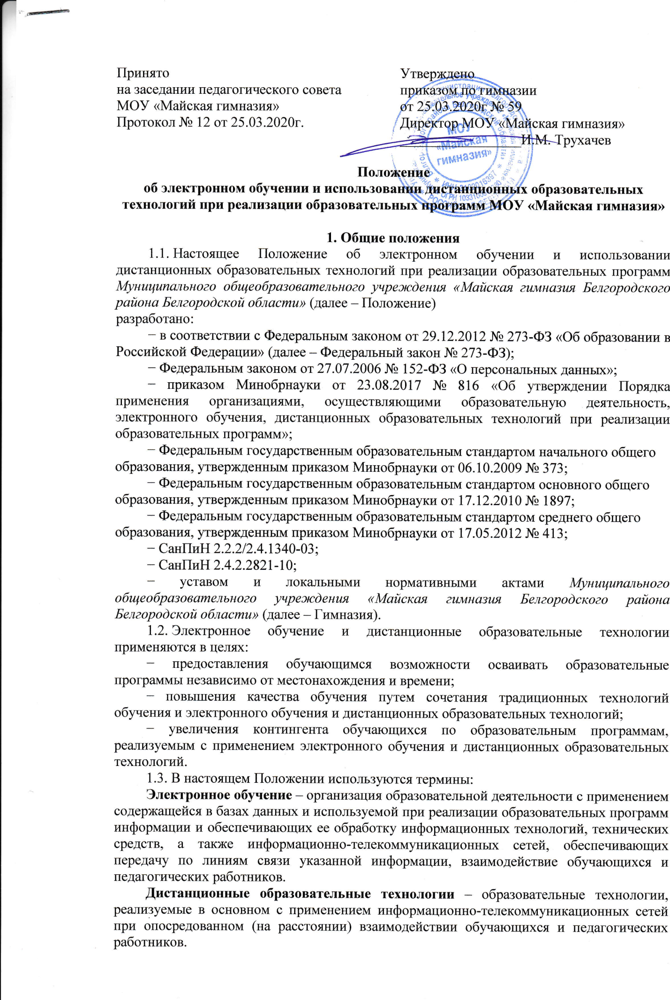 Принято
на заседании педагогического совета
МОУ «Майская гимназия»
Протокол № 12 от 25.03.2020г.
Утверждено
приказом по гимназии
от 25.03.2020г № 59
Директор МОУ «Майская гимназия»
И.М. Трухачев
МОУ
«Майская
гимназия»
Положение
об электронном обучении и использовании дистанционных образовательных
технологий при реализации образовательных программ МОУ «Майская гимназия»
1. Общие положения
1.1. Настоящее Положение об электронном обучении и использовании
дистанционных образовательных технологий при реализации образовательных программ
Муниципального общеобразовательного учреждения «Майская гимназия Белгородского
района Белгородской области» (далее – Положение)
разработано:
− в соответствии с Федеральным законом от 29.12.2012 № 273-ФЗ «Об образовании в
Российской Федерации» (далее – Федеральный закон № 273-ФЗ);
− Федеральным законом от 27.07.2006 № 152-ФЗ «О персональных данных»;
− приказом Минобрнауки от 23.08.2017 № 816 «Об утверждении Порядка
применения организациями, осуществляющими образовательную деятельность,
электронного обучения, дистанционных образовательных технологий при реализации
образовательных программ»;
− Федеральным государственным образовательным стандартом начального общего
образования, утвержденным приказом Минобрнауки от 06.10.2009 № 373;
− Федеральным государственным образовательным стандартом основного общего
образования, утвержденным приказом Минобрнауки от 17.12.2010 № 1897;
− Федеральным государственным образовательным стандартом среднего общего
образования, утвержденным приказом Минобрнауки от 17.05.2012 № 413;
− СанПиН 2.2.2/2.4.1340-03;
− СанПиН 2.4.2.2821-10;
− уставом и локальными нормативными актами Муниципального
общеобразовательного учреждения «Майская гимназия Белгородского района
Белгородской области» (далее – Гимназия).
1.2. Электронное обучение и дистанционные образовательные технологии
применяются в целях:
− предоставления обучающимся возможности осваивать образовательные
программы независимо от местонахождения и времени;
− повышения качества обучения путем сочетания традиционных технологий
обучения и электронного обучения и дистанционных образовательных технологий;
− увеличения контингента обучающихся по образовательным программам,
реализуемым с применением электронного обучения и дистанционных образовательных
технологий.
1.3. В настоящем Положении используются термины:
Электронное обучение – организация образовательной деятельности с применением
содержащейся в базах данных и используемой при реализации образовательных программ
информации и обеспечивающих ее обработку информационных технологий, технических
средств, а также информационно-телекоммуникационных сетей, обеспечивающих
передачу по линиям связи указанной информации, взаимодействие обучающихся и
педагогических работников.
Дистанционные образовательные технологии – образовательные технологии,
реализуемые в основном с применением информационно-телекоммуникационных сетей
при опосредованном (на расстоянии) взаимодействии обучающихся и педагогических
работников.